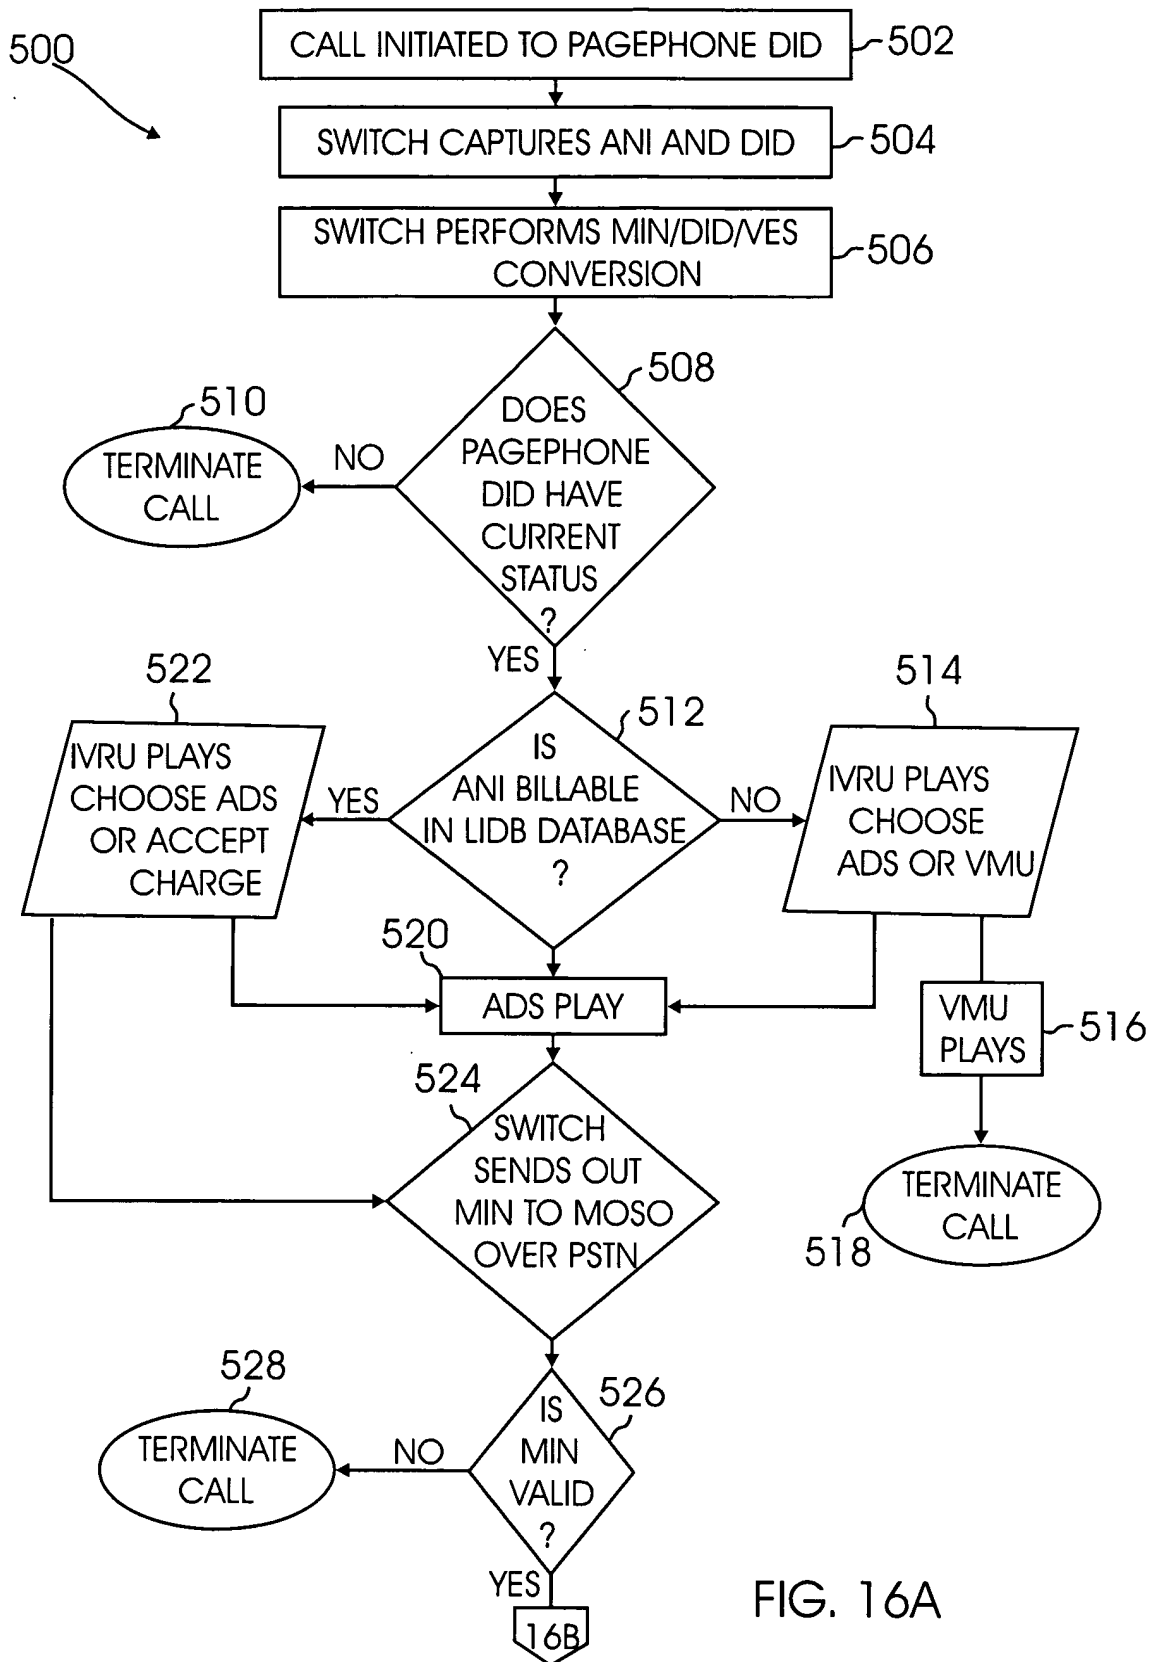 500
CALL INITIATED TO PAGEPHONE DID
502
SWITCH CAPTURES ANI AND DID
504
SWITCH PERFORMS MIN/DID/VES
CONVERSION
506
508
DOES
PAGEPHONE
DID HAVE
CURRENT
STATUS
?
510
TERMINATE
CALL
NO
YES
522
IVRU PLAYS
CHOOSE ADS
OR ACCEPT
CHARGE
YES
512
IS
ANI BILLABLE
IN LIDB DATABASE
?
NO
514
IVRU PLAYS
CHOOSE
ADS OR VMU
520
ADS PLAY
VMU
PLAYS
516
524
SWITCH
SENDS OUT
MIN TO MOSO
OVER PSTN
TERMINATE
CALL
518
528
TERMINATE
CALL
NO
526
IS
MIN
VALID
?
YES
16B
FIG. 16A